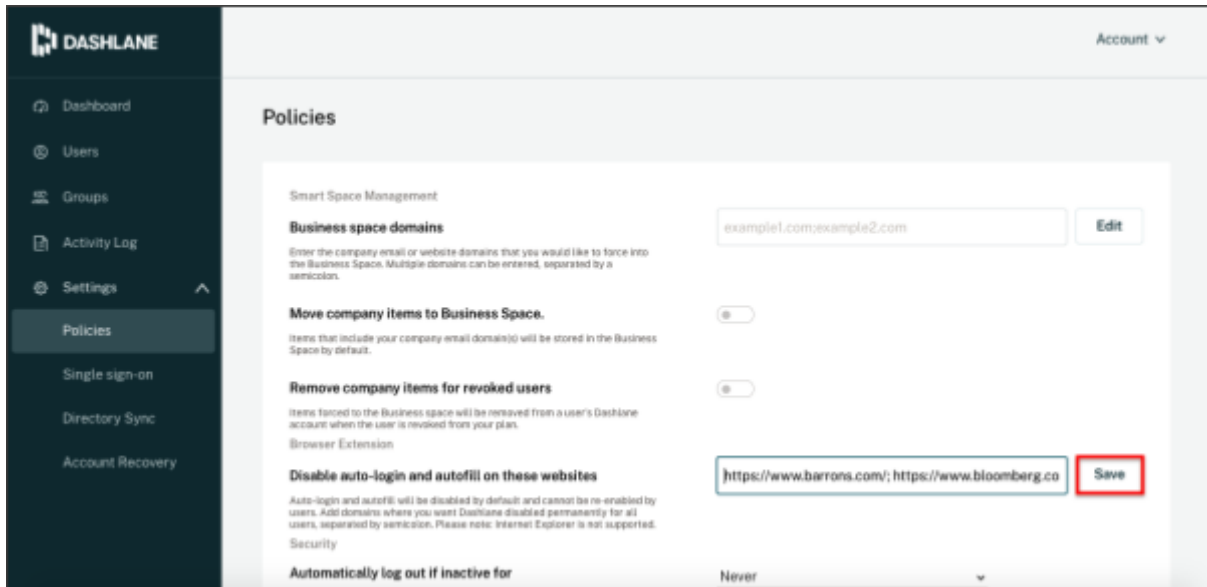 DASHLANE
Account
Dashboard
Users
Groups
Activity Log
Settings
Policies
Single sign-on
Directory Sync
Account Recovery
Policies
Smart Space Management
Business space domains
example1.com;example2.com
Edit
Enter the company email or website domains that you would like to force into
the Business Space. Multiple domains can be entered, separated by a
semicolon.
Move company items to Business Space.
Items that include your company email domain(s) will be stored in the Business
Space by default.
Remove company items for revoked users
Items forced to the Business space will be removed from a user's Dashlane
account when the user is revoked from your plan.
Browser Extension
Disable auto-login and autofill on these websites
https://www.barrons.com/; https://www.bloomberg.co
Save
Auto-login and autofill will be disabled by default and cannot be re-enabled by
users. Add domains where you want Dashlane disabled permanently for all
users, separated by semicolon. Please note: Internet Explorer is not supported.
Security
Automatically log out if inactive for
Never